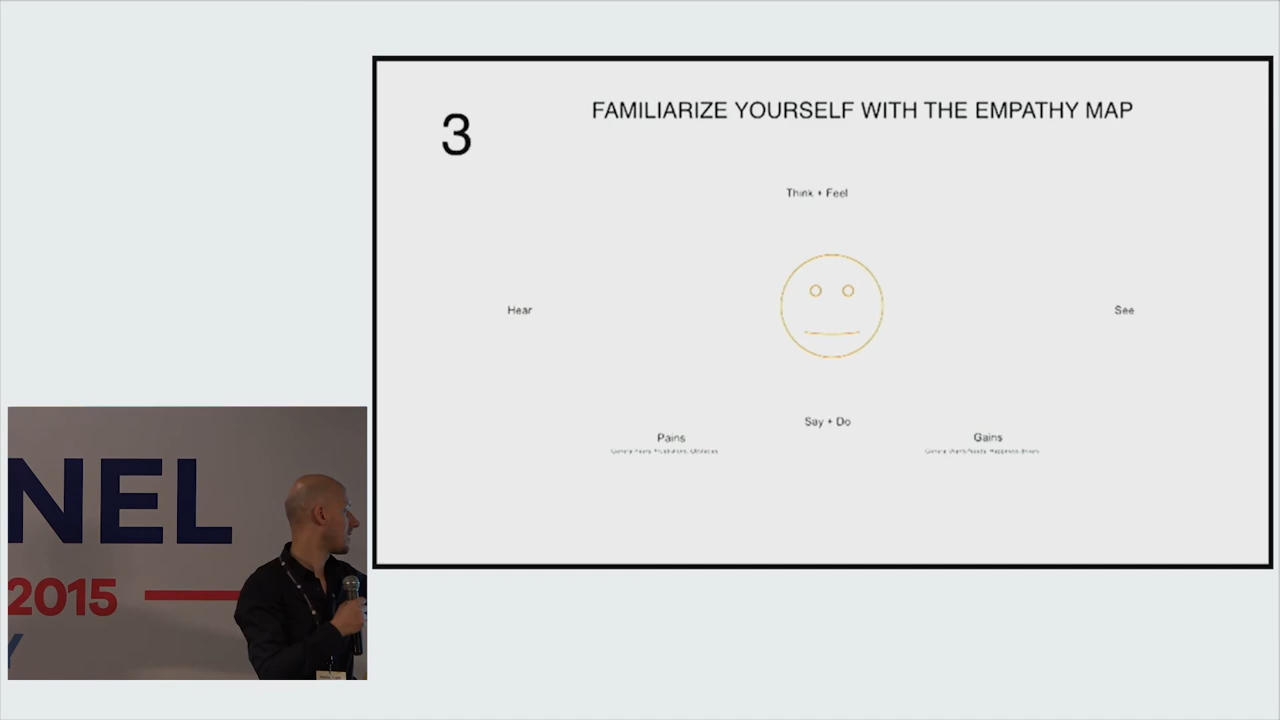 3
FAMILIARIZE YOURSELF WITH THE EMPATHY MAP
Think + Feel
Hear
See
Say + Do
Pains
Gains
NEL
2015
Y